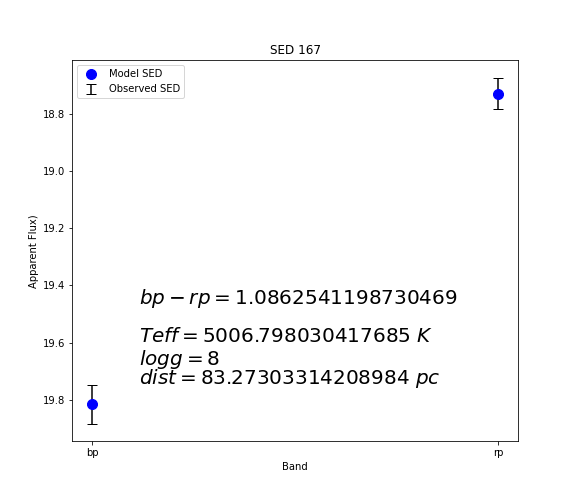 SED 167
Model SED
Observed SED
18.8
19.0
19.2
19.4
19.6
19.8
Apparent Flux)
bp − rp = 1.0862541198730469
Teff = 5006.798030417685 K
logg = 8
dist = 83.27303314208984 pc
bp
rp
Band